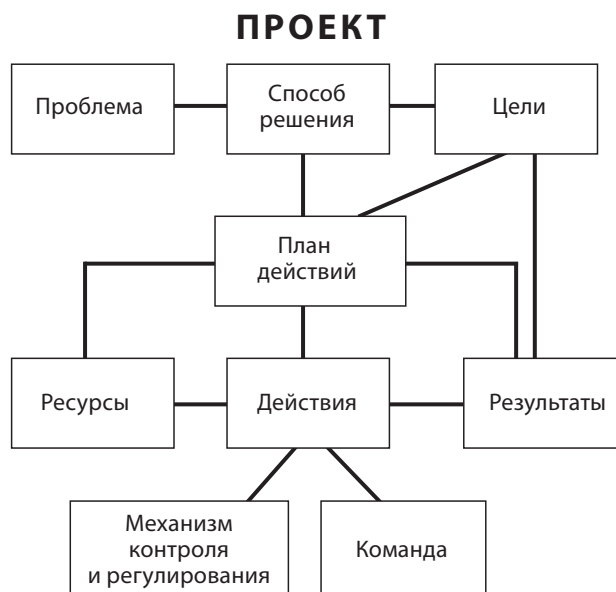 ПРОЕКТ
Проблема
Способ
решения
Цели
План
действий
Ресурсы
Действия
Результаты
Механизм
контроля
и регулирования
Команда